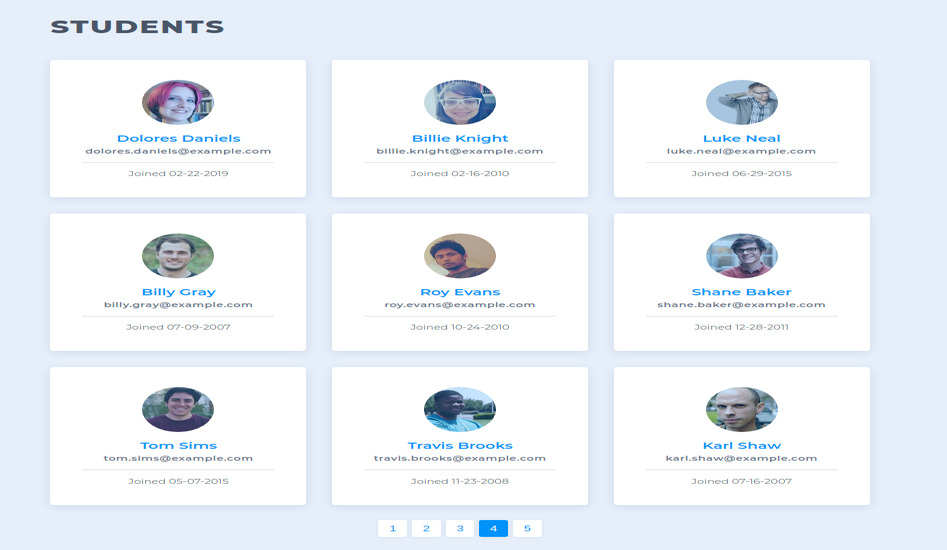 STUDENTS
Dolores Daniels
dolores.daniels@example.com
Joined 02-22-2019
Billie Knight
billie.knight@example.com
Joined 02-16-2010
Luke Neal
luke.neal@example.com
Joined 06-29-2015
Billy Gray
billy.gray@example.com
Joined 07-09-2007
Roy Evans
roy.evans@example.com
Joined 10-24-2010
Shane Baker
shane.baker@example.com
Joined 12-28-2011
Tom Sims
tom.sims@example.com
Joined 05-07-2015
Travis Brooks
travis.brooks@example.com
Joined 11-23-2008
Karl Shaw
karl.shaw@example.com
Joined 07-16-2007
1 2 3 4 5